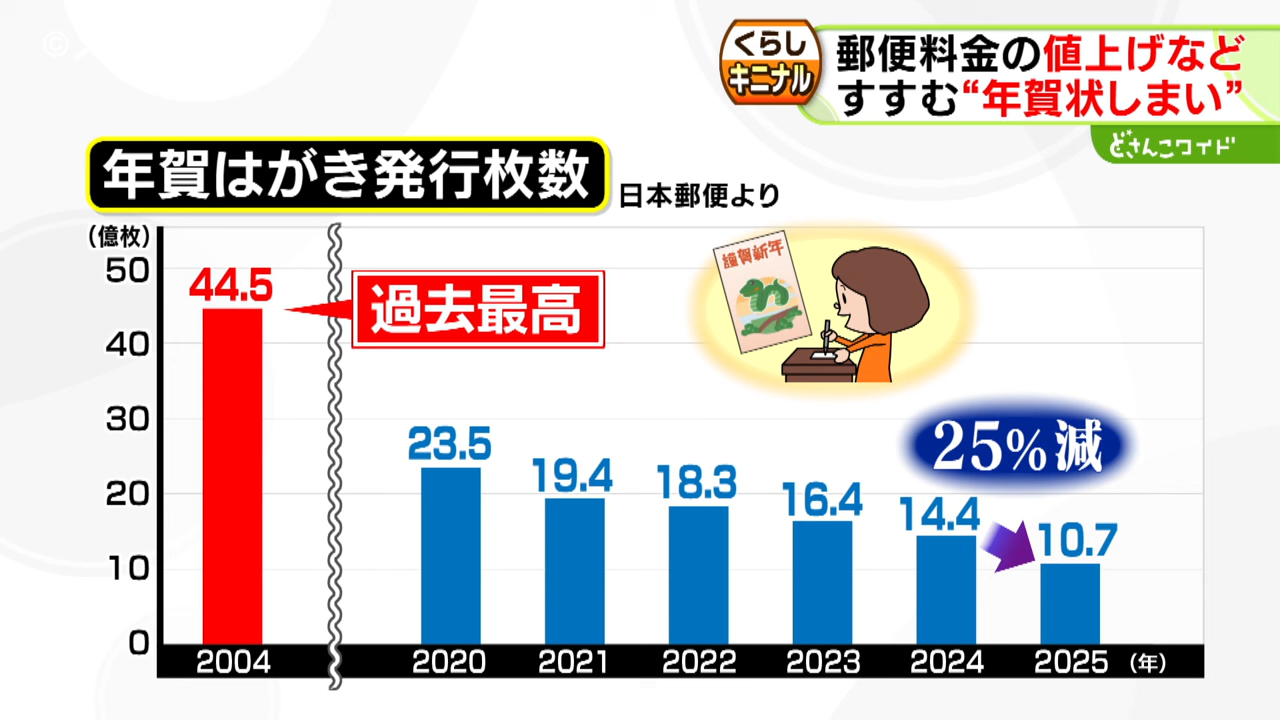 くらし
キニナル
郵便料金の値上げなど
すすむ“年賀状しまい”
どさんこワイド
年賀はがき発行枚数
日本郵便より
(億枚)
50
40
30
20
10
0
44.5
過去最高
謹賀新年
23.5
19.4
18.3
16.4
14.4
10.7
25%減
2004
2020
2021
2022
2023
2024
2025
(年)